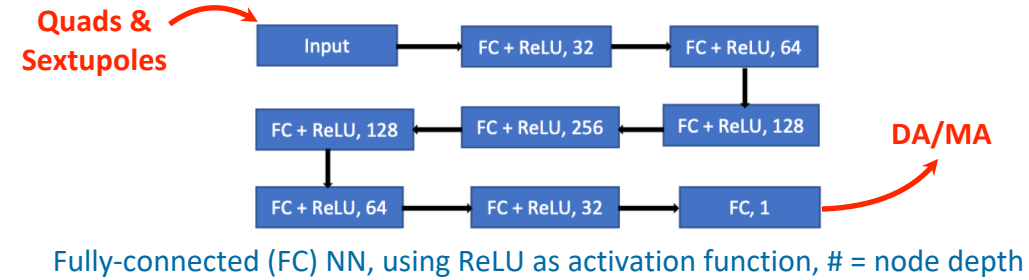 Quads &
Sextupoles
Input
FC + ReLU, 32
FC + ReLU, 64
FC + ReLU, 128
FC + ReLU, 256
FC + ReLU, 128
DA/MA
FC + ReLU, 64
FC + ReLU, 32
FC, 1
Fully-connected (FC) NN, using ReLU as activation function, # = node depth